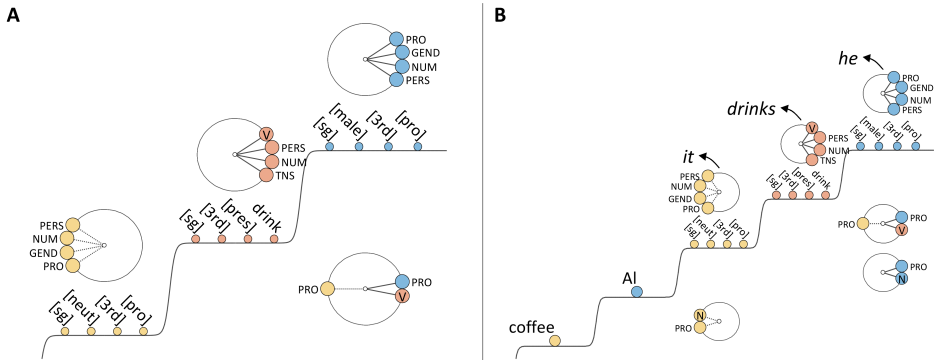 A
PRO
GEND
NUM
PERS
[sg]
[male]
[3rd]
[pro]
V
PERS
NUM
TNS
[sg]
[3rd]
[pres]
drink
PERS
NUM
GEND
PRO
[sg]
[neut]
[3rd]
[pro]
PRO
PRO
V
B
he
PRO
GEND
NUM
PERS
[sg]
[male]
[3rd]
[pro]
drinks
V
PERS
NUM
TNS
[sg]
[3rd]
[pres]
drink
it
PERS
NUM
GEND
PRO
[sg]
[neut]
[3rd]
[pro]
PRO
PRO
V
PRO
N
Al
N
PRO
coffee